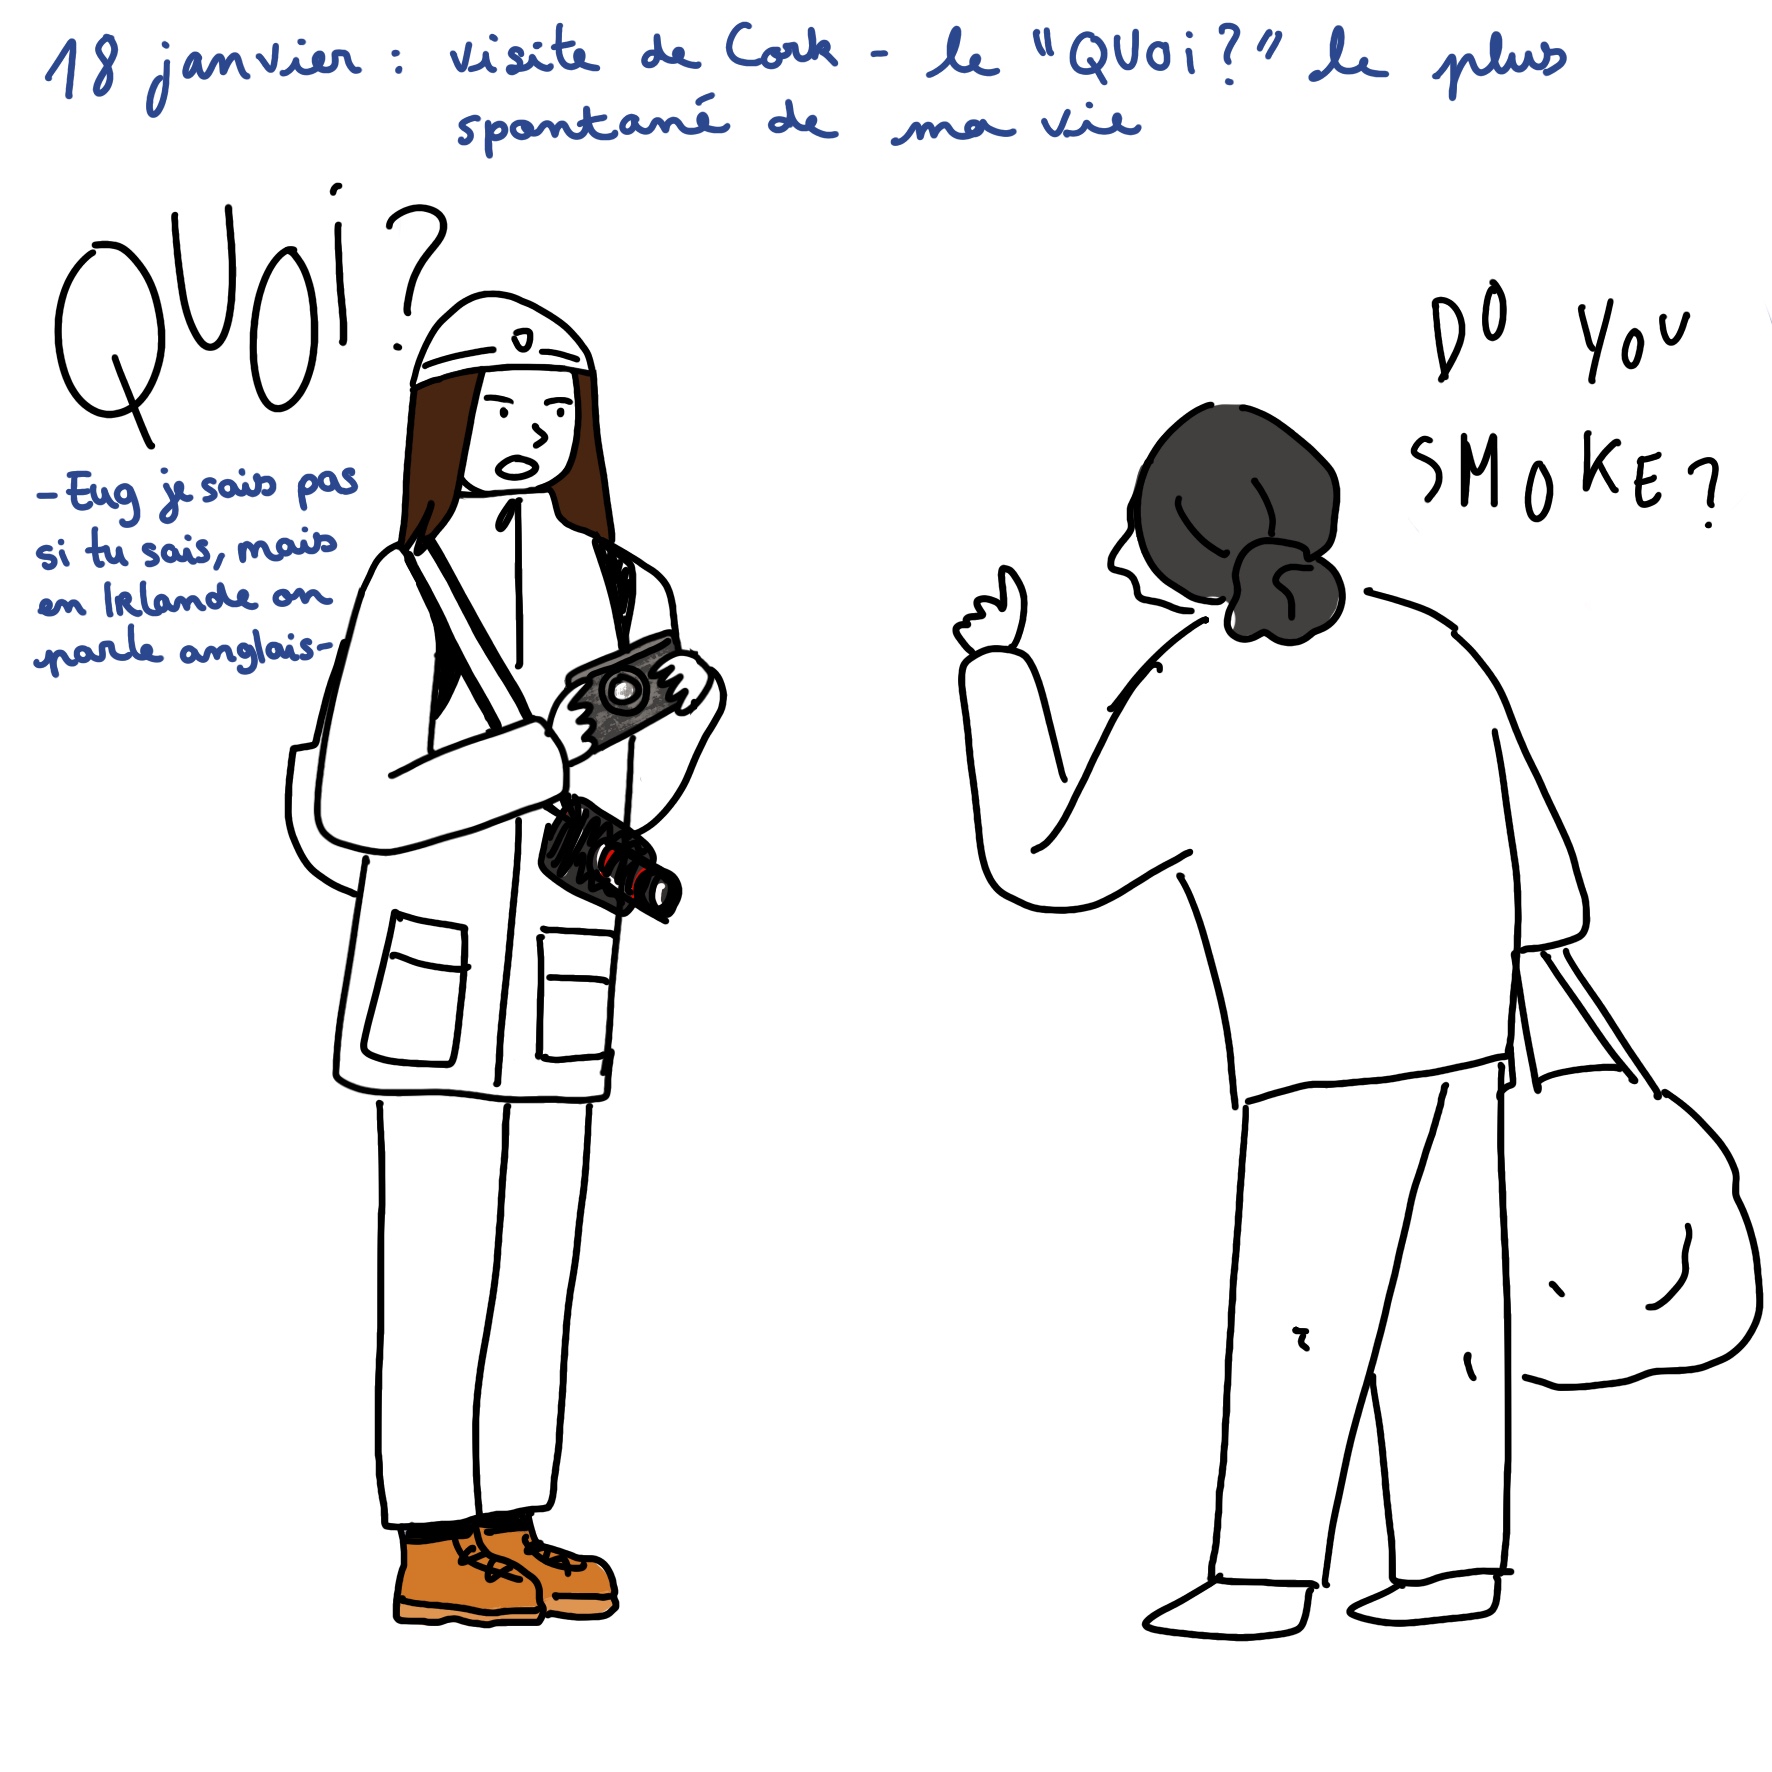 18 janvier : visite de Cork - le "QUOi?" le plus
spontané de ma vie
QUOi?
DO YOU
SMOKE?
-Eug je sais pas
si tu sais, mais
en Irlande on
parle anglais-